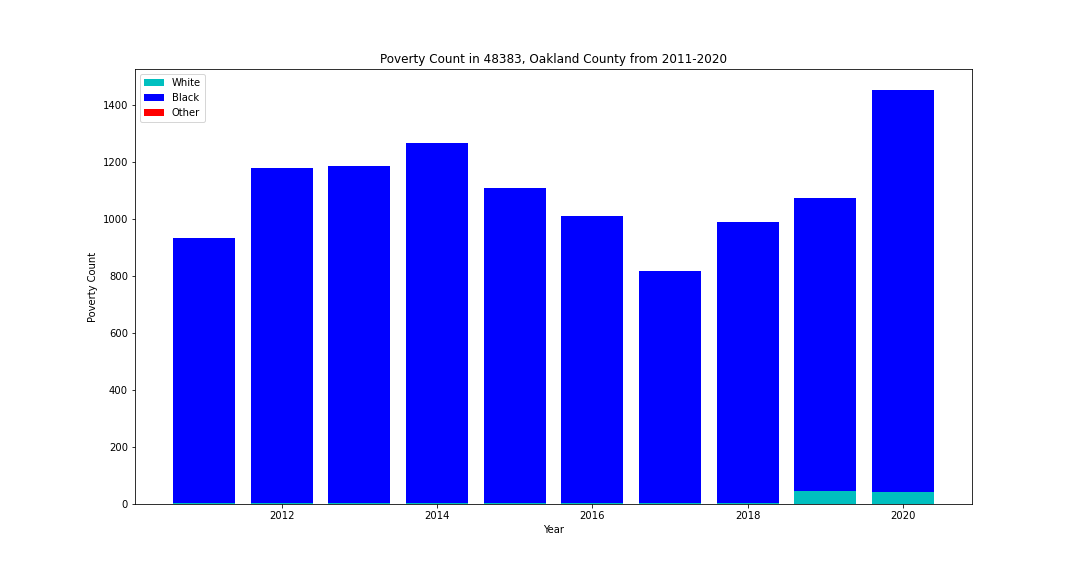 Poverty Count in 48383, Oakland County from 2011-2020
White
Black
Other
1400
1200
1000
800
600
400
200
0
Poverty Count
2012
2014
2016
2018
2020
Year